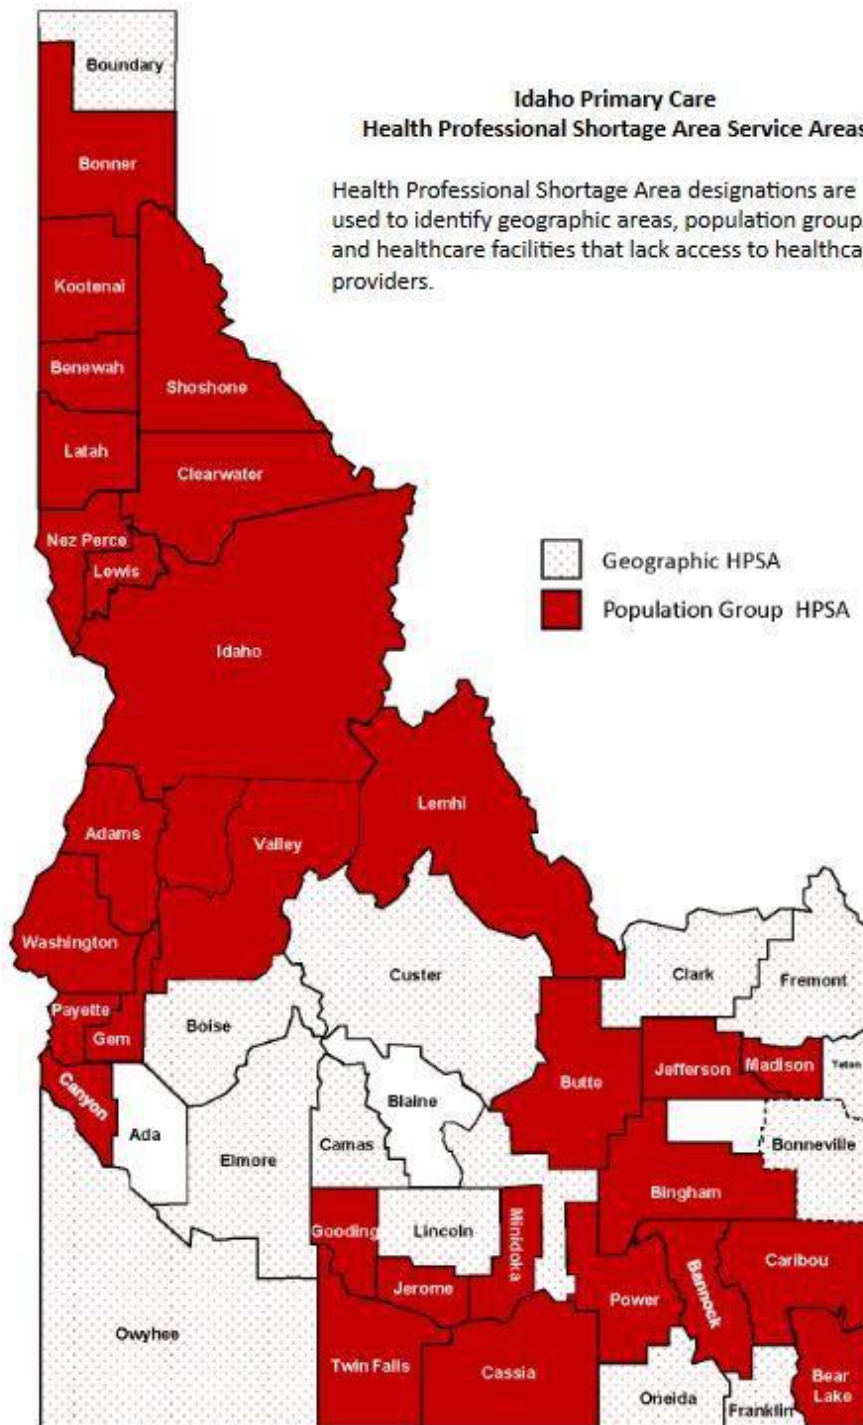 Boundary
Idaho Primary Care
Health Professional Shortage Area Service Areas
Bonner
Health Professional Shortage Area designations are
used to identify geographic areas, population group
and healthcare facilities that lack access to healthca
providers.
Kootenai
Benewah
Shoshone
Latah
Clearwater
Nez Perce
Lewis
Geographic HPSA
Population Group HPSA
Idaho
Lemhi
Adams
Valley
Washington
Custer
Clark
Fremont
Payette
Boise
Gem
Butte
Jefferson
Madison
Teton
Canyon
Ada
Blaine
Elmore
Camas
Bonneville
Bingham
Gooding
Lincoln
Minidoka
Jerome
Power
Bannock
Caribou
Owyhee
Twin Falls
Cassia
Oneida
Franklin
Bear
Lake